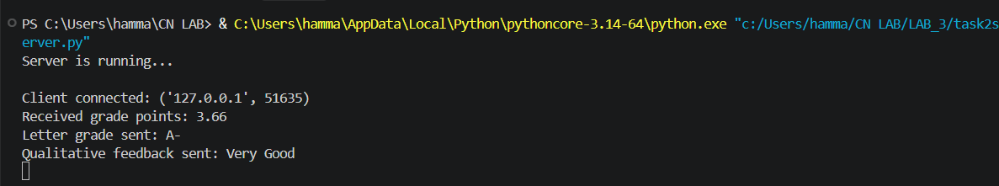 PS C:\Users\hamma\CN LAB> & C:\Users\hamma\AppData\Local\Python\pythoncore-3.14-64\python.exe "c:/Users/hamma/CN LAB/LAB_3/task2s
erver.py"
Server is running...
Client connected: ('127.0.0.1', 51635)
Received grade points: 3.66
Letter grade sent: A-
Qualitative feedback sent: Very Good